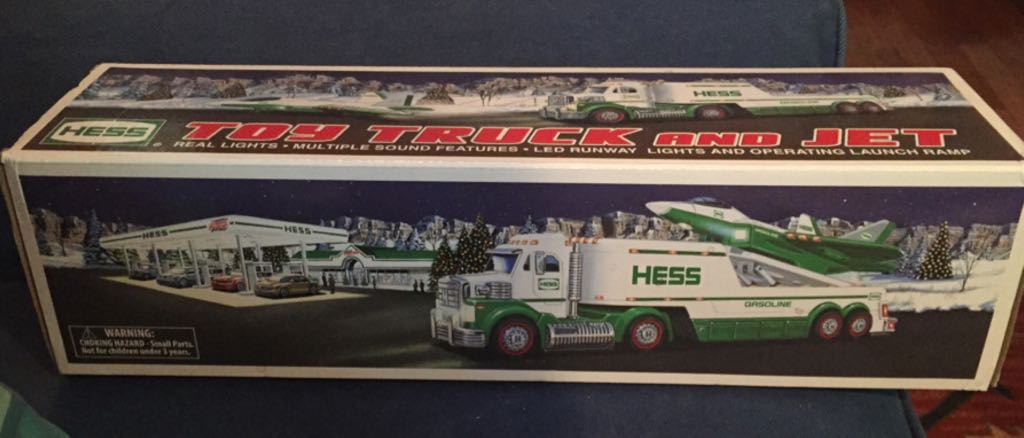 HESS
HESS ® TOY TRUCK AND JET
REAL LIGHTS • MULTIPLE SOUND FEATURES • LED RUNWAY LIGHTS AND OPERATING LAUNCH RAMP
HESS
HESS
HESS
HESS
GASOLINE
WARNING:
CHOKING HAZARD - Small Parts.
Not for children under 3 years.